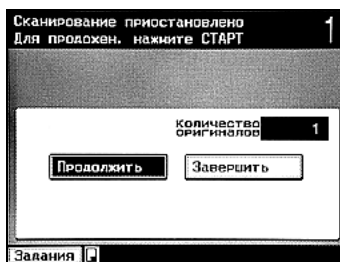 Сканирование приостановлено
1
Для продолжен. нажмите СТАРТ
Количество
оригиналов
1
Продолжить
Завершить
Задания